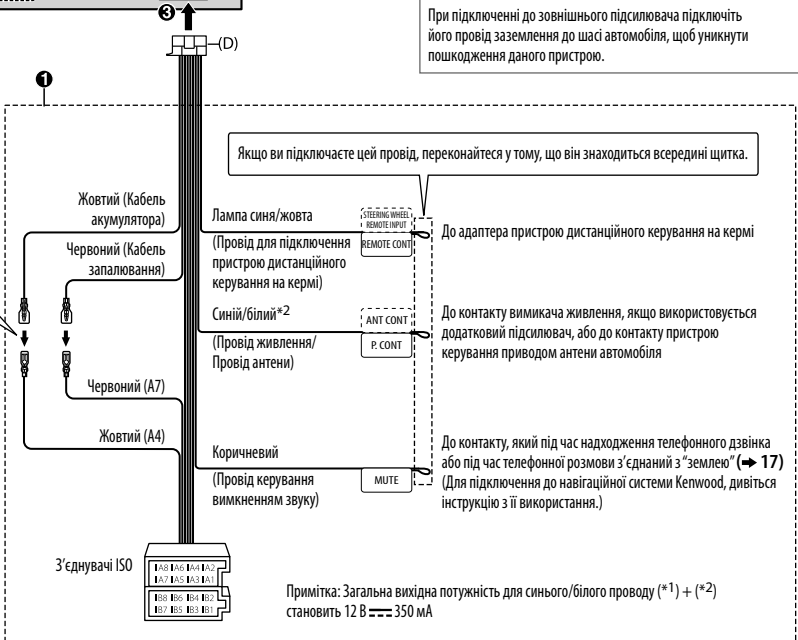 ❸
(D)
При підключенні до зовнішнього підсилювача підключіть
його провід заземлення до шасі автомобіля, щоб уникнути
пошкодження даного пристрою.
❶
Якщо ви підключаєте цей провід, переконайтеся у тому, що він знаходиться всередині щитка.
Жовтий (Кабель
акумулятора)
Червоний (Кабель
запалювання)
Лампа синя/жовта
(Провід для підключення
пристрою дистанційного
керування на кермі)
STEERING WHEEL
REMOTE INPUT
REMOTE CONT
До адаптера пристрою дистанційного керування на кермі
Синій/білий*2
(Провід живлення/
Провід антени)
ANT CONT
P. CONT
До контакту вимикача живлення, якщо використовується
додатковий підсилювач, або до контакту пристрою
керування приводом антени автомобіля
Червоний (A7)
Жовтий (A4)
Коричневий
(Провід керування
вимкненням звуку)
MUTE
До контакту, який під час надходження телефонного дзвінка
або під час телефонної розмови з’єднаний з “землею” (➜ 17)
(Для підключення до навігаційної системи Kenwood, дивіться
інструкцію з її використання.)
З’єднувачі ISO
A8 A6 A4 A2
A7 A5 A3 A1
B8 B6 B4 B2
B7 B5 B3 B1
Примітка: Загальна вихідна потужність для синього/білого проводу (*1) + (*2)
становить 12 В ⎓ 350 мА